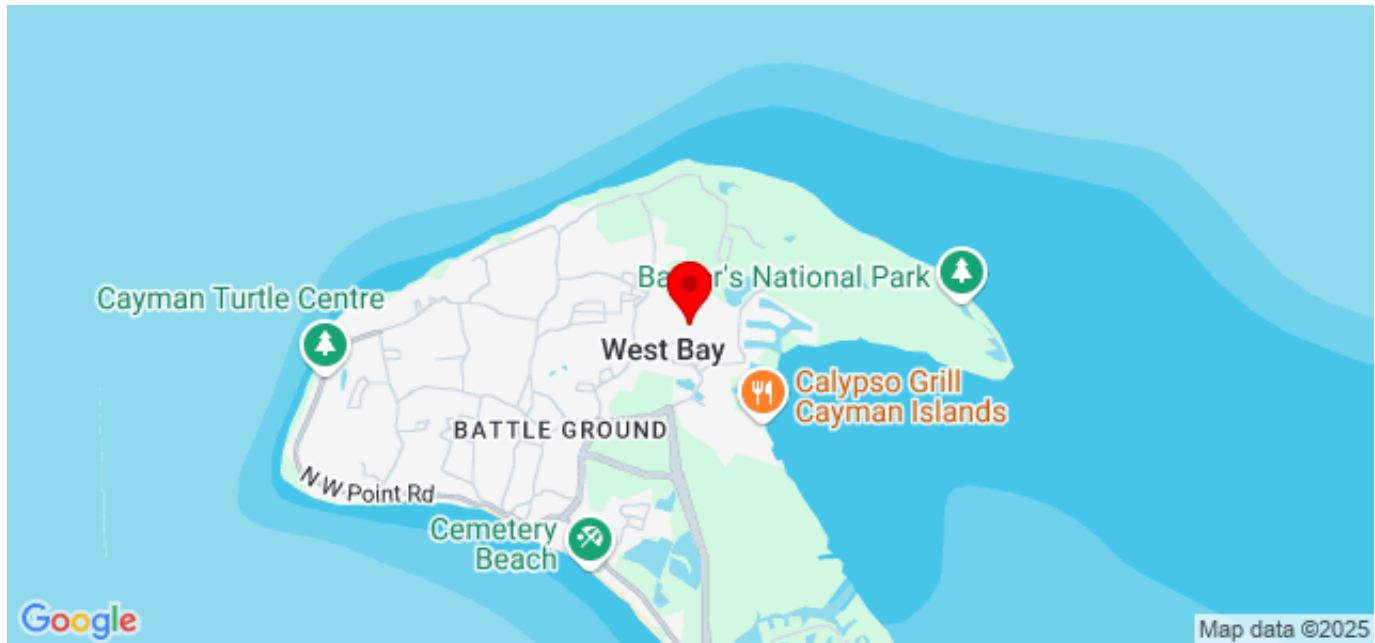 Ba  r's National Park
Cayman Turtle Centre
West Bay
Calypso Grill
Cayman Islands
BATTLE GROUND
N W Point Rd
Cemetery
Beach
Google
Map data ©2025